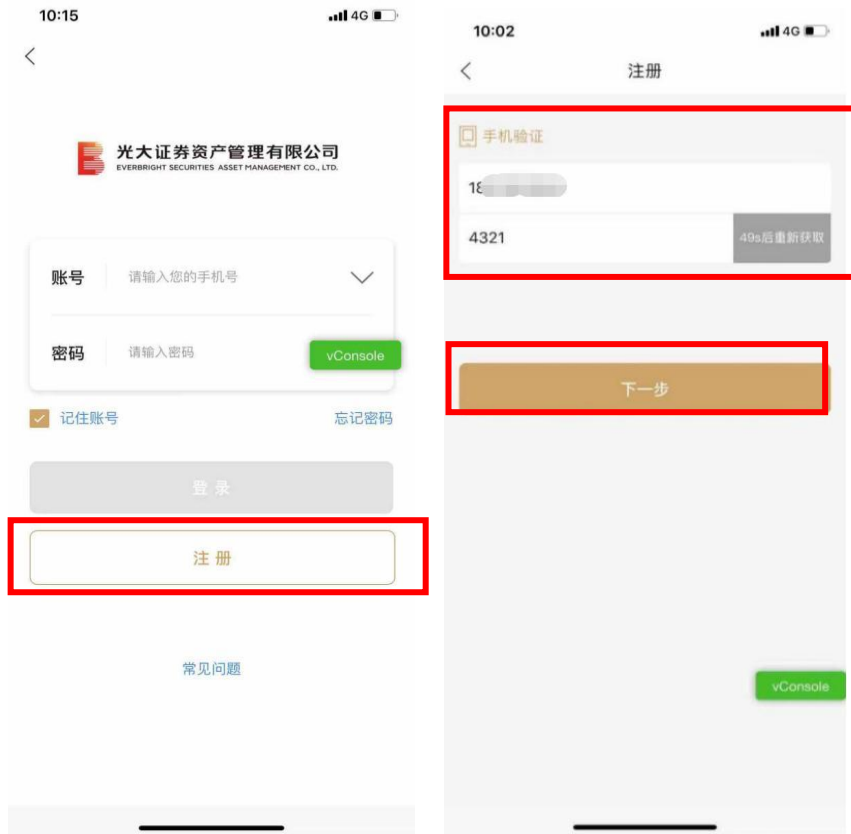 10:15
4G
光大证券资产管理有限公司
EVERBRIGHT SECURITIES ASSET MANAGEMENT CO., LTD.
账号 请输入您的手机号
密码 请输入密码
vConsole
记住账号 忘记密码
登 录
注 册
常见问题
10:02
4G
注册
手机验证
18
4321 49s后重新获取
下一步
vConsole